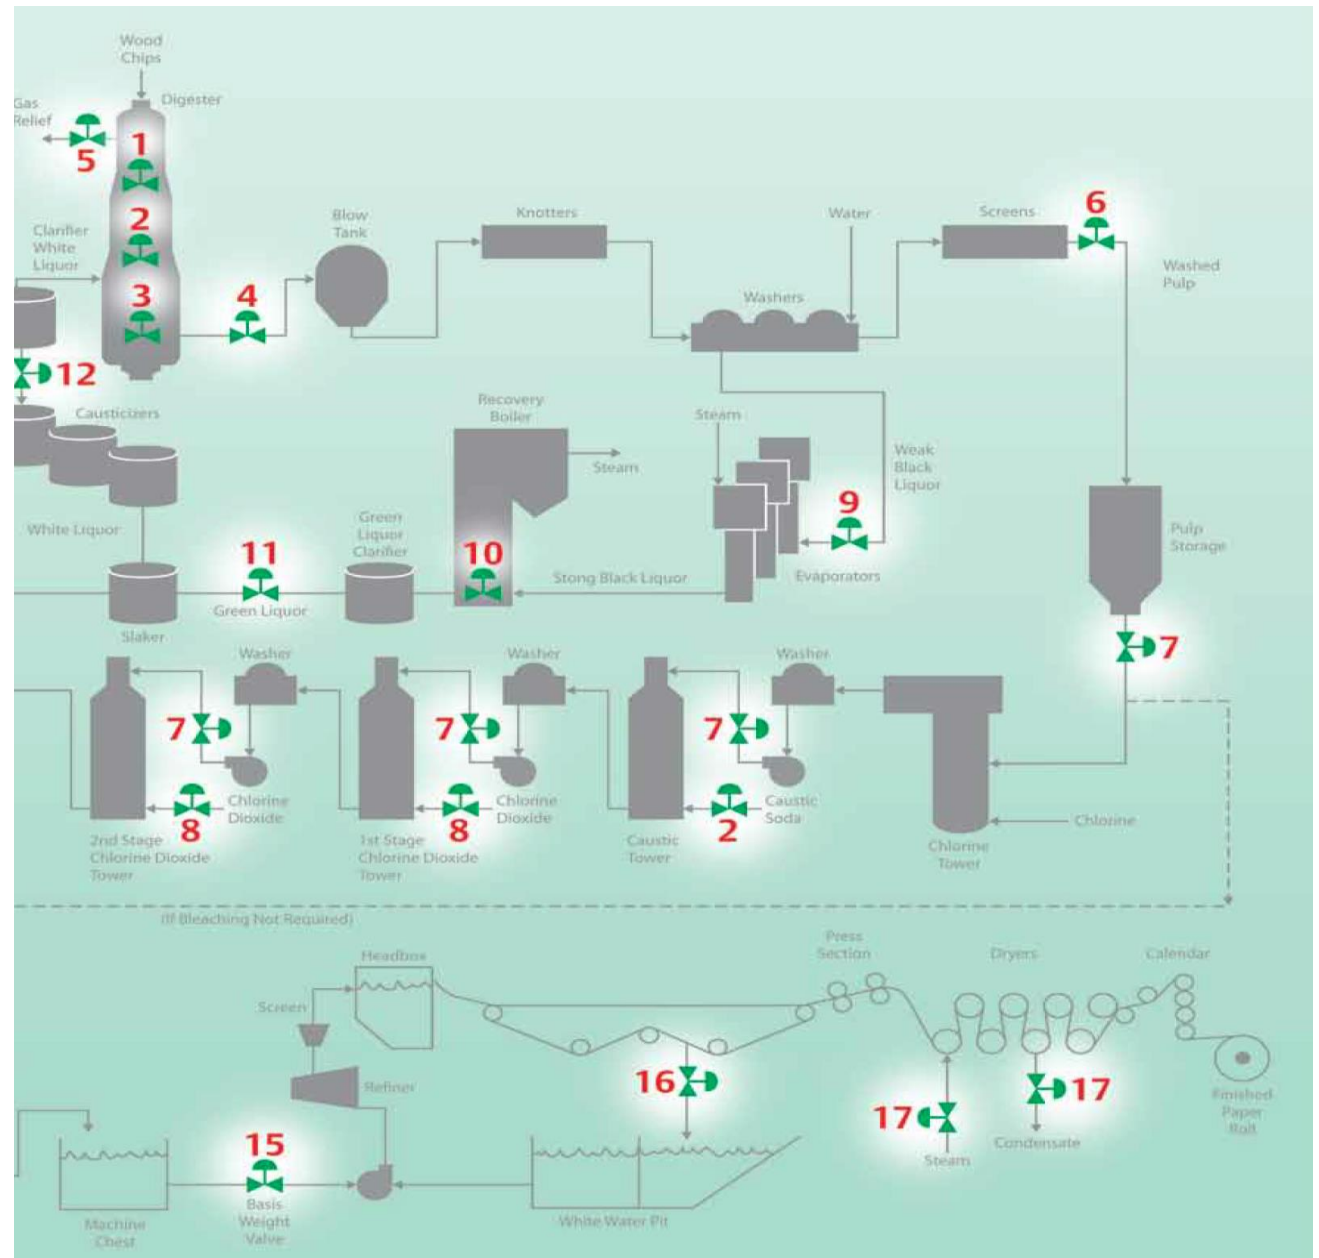 Wood
Chips
Digester
Gas
Relief
5
1
2
3
Clarifier
White
Liquor
4
Blow
Tank
Knotters
Water
Screens
6
Washed
Pulp
Washers
12
Causticizers
Recovery
Boiler
Steam
Steam
Weak
Black
Liquor
9
White Liquor
Green
Liquor
Clarifier
11
10
Stong Black Liquor
Evaporators
Pulp
Storage
Green Liquor
Slaker
7
Washer
Washer
Washer
7
7
7
8
Chlorine
Dioxide
8
Chlorine
Dioxide
2
Caustic
Soda
Chlorine
2nd Stage
Chlorine Dioxide
Tower
1st Stage
Chlorine Dioxide
Tower
Caustic
Tower
Chlorine
Tower
(If Bleaching Not Required)
Headbox
Press
Section
Dryers
Calendar
Screen
Refiner
16
17
17
Condensate
Steam
Finished
Paper
Roll
15
Basis
Weight
Valve
Machine
Chest
White Water Pit